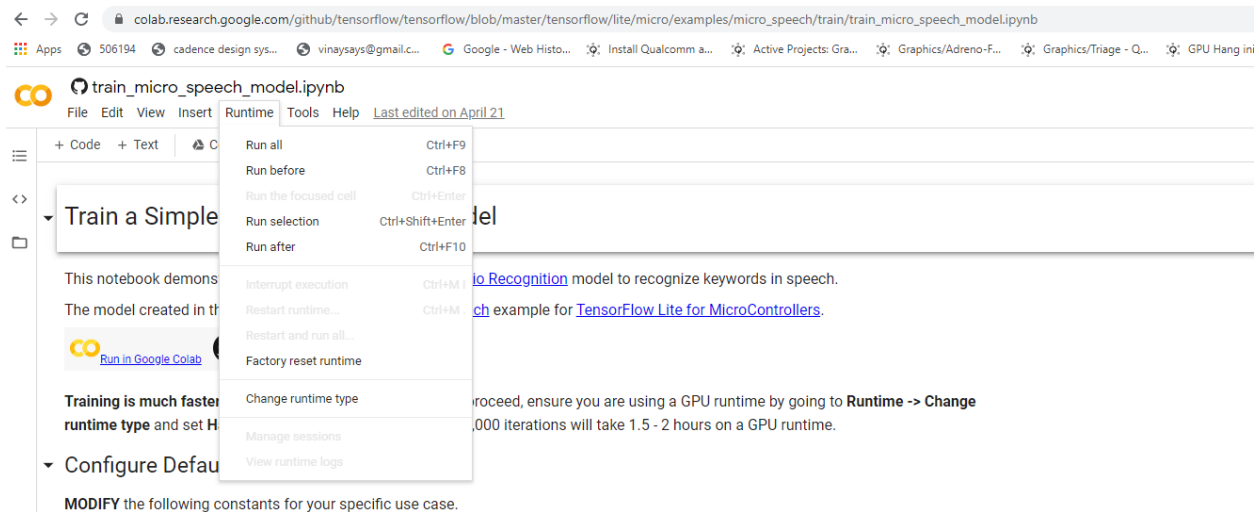 colab.research.google.com/github/tensorflow/tensorflow/blob/master/tensorflow/lite/micro/examples/micro_speech/train/train_micro_speech_model.ipynb
Apps 506194 cadence design sys... vinaysays@gmail.c... Google - Web Histo... Install Qualcomm a... Active Projects: Gra... Graphics/Adreno-F... Graphics/Triage - Q... GPU Hang ini
train_micro_speech_model.ipynb
File Edit View Insert Runtime Tools Help Last edited on April 21
+ Code + Text C
Run all Ctrl+F9
Run before Ctrl+F8
Run the focused cell Ctrl+Enter
Run selection Ctrl+Shift+Enter
Run after Ctrl+F10
Interrupt execution Ctrl+M I
Restart runtime... Ctrl+M .
Restart and run all...
Factory reset runtime
Change runtime type
Manage sessions
View runtime logs
Train a Simple del
This notebook demons io Recognition model to recognize keywords in speech.
The model created in th ch example for TensorFlow Lite for MicroControllers.
Run in Google Colab
Training is much faster proceed, ensure you are using a GPU runtime by going to Runtime -> Change
runtime type and set Ha ,000 iterations will take 1.5 - 2 hours on a GPU runtime.
Configure Defau
MODIFY the following constants for your specific use case.